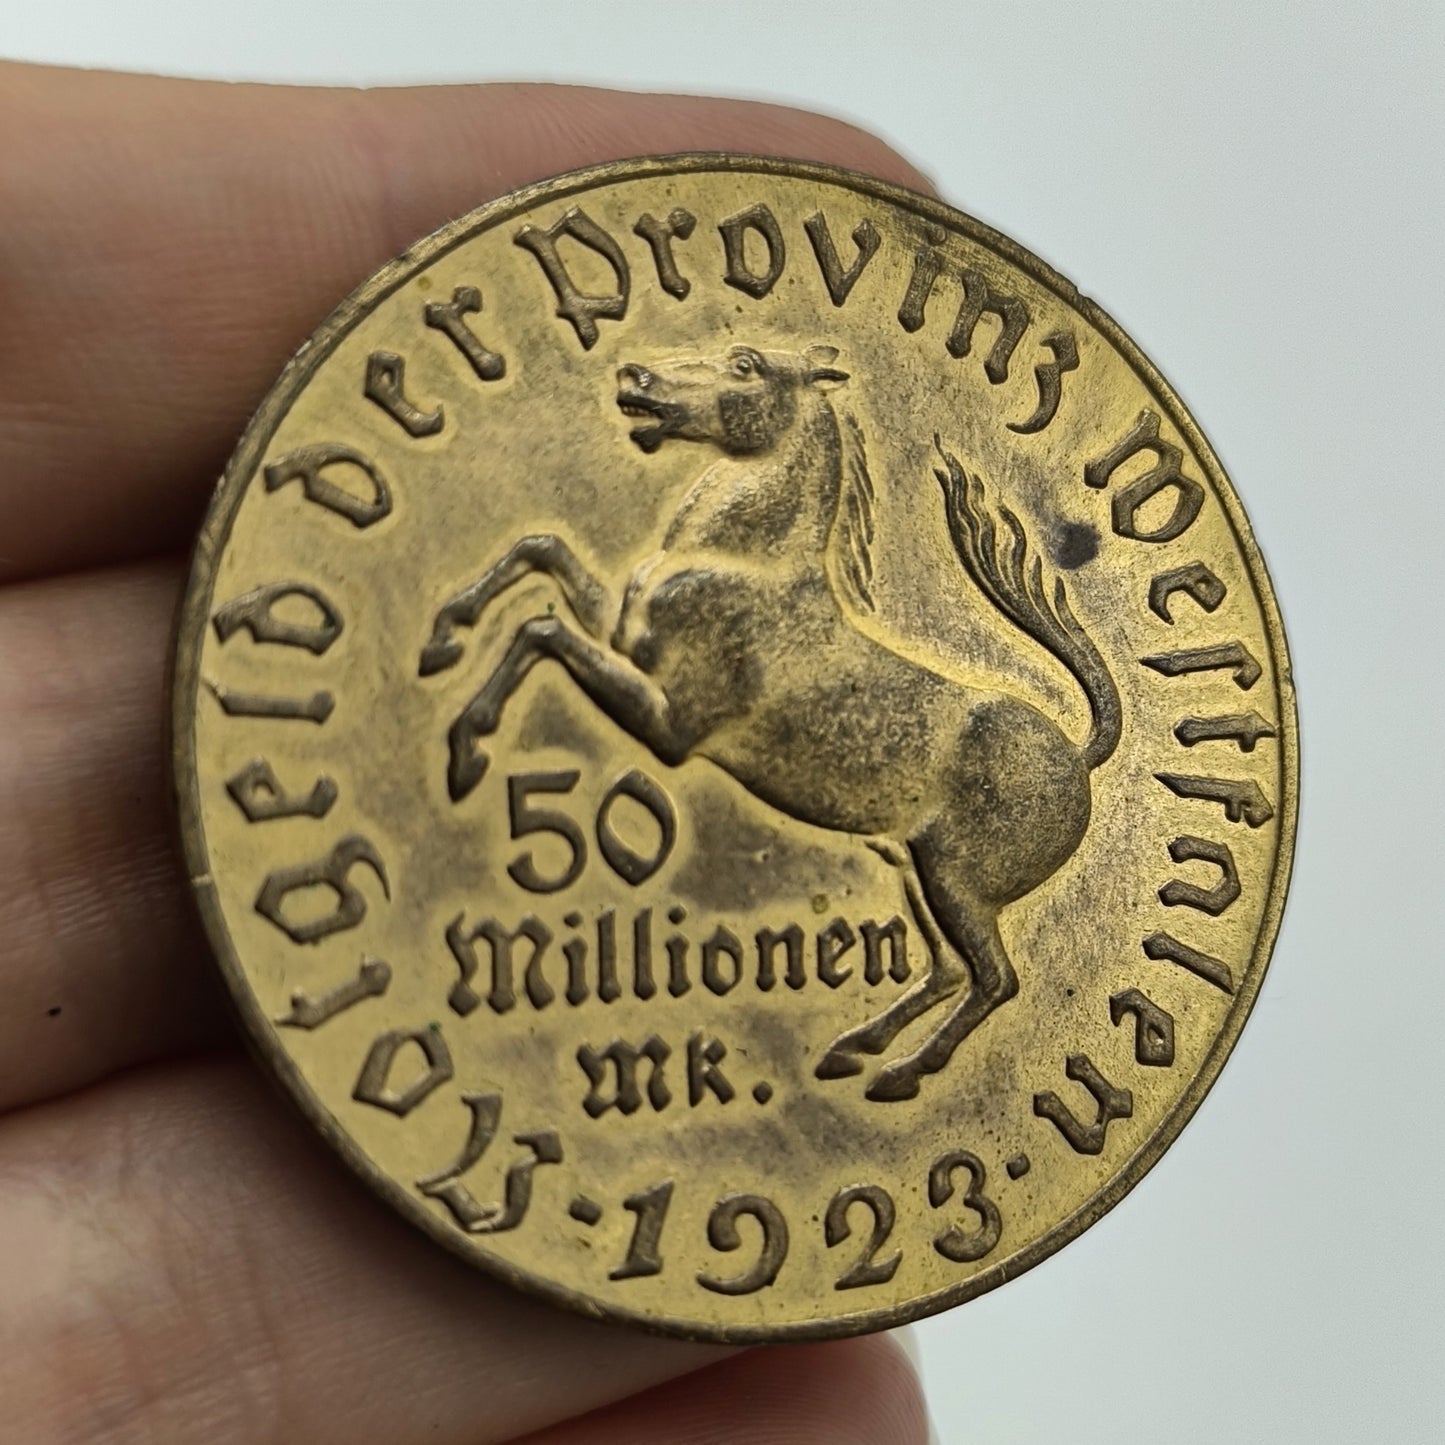 Notgeld der Provinz Westfalen
50
Millionen
Mk.
· 1923 ·